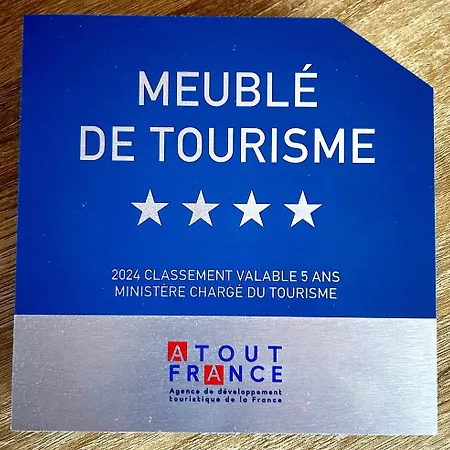 MEUBLÉ
DE TOURISME
2024 CLASSEMENT VALABLE 5 ANS
MINISTÈRE CHARGÉ DU TOURISME
ATOUT
FRANCE
Agence de développement
touristique de la France